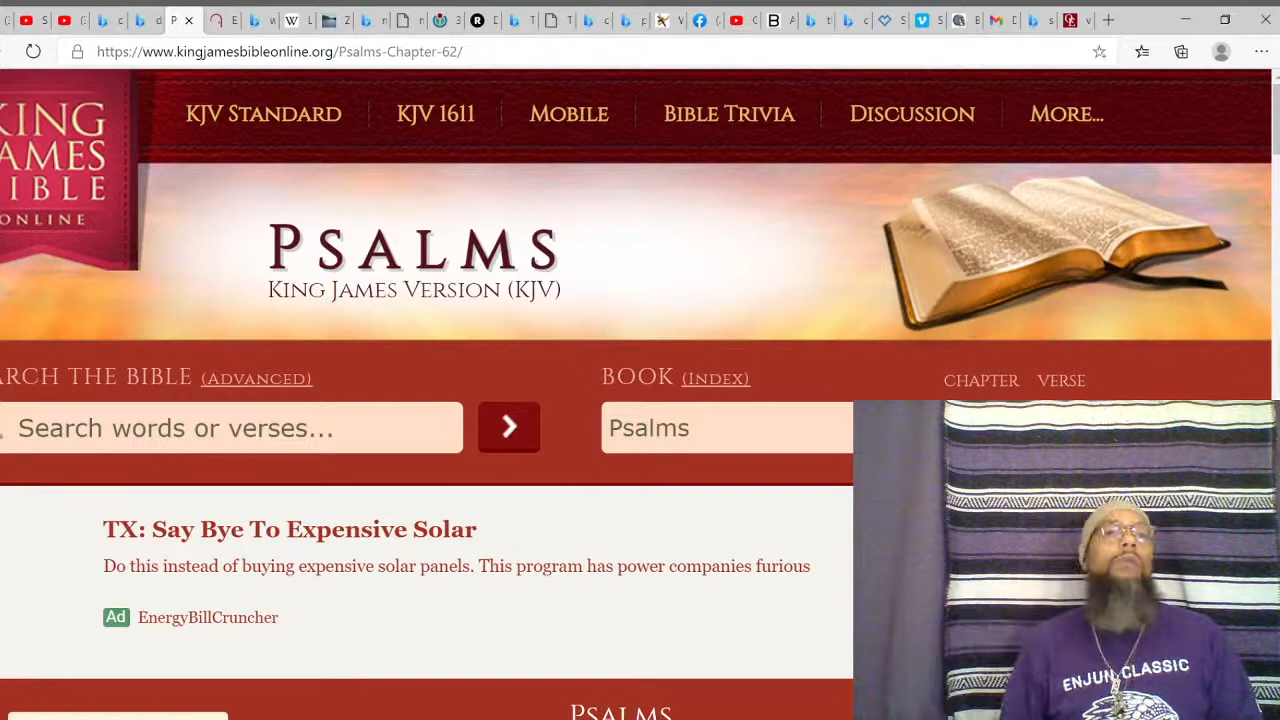 https://www.kingjamesbibleonline.org/Psalms-Chapter-62/
KING
JAMES
BIBLE
ONLINE
KJV STANDARD
KJV 1611
MOBILE
BIBLE TRIVIA
DISCUSSION
MORE...
PSALMS
KING JAMES VERSION (KJV)
ARCH THE BIBLE (ADVANCED)
BOOK (INDEX)
CHAPTER VERSE
Search words or verses...
Psalms
TX: Say Bye To Expensive Solar
Do this instead of buying expensive solar panels. This program has power companies furious
Ad EnergyBillCruncher
PSALMS
ENJUN CLASSIC